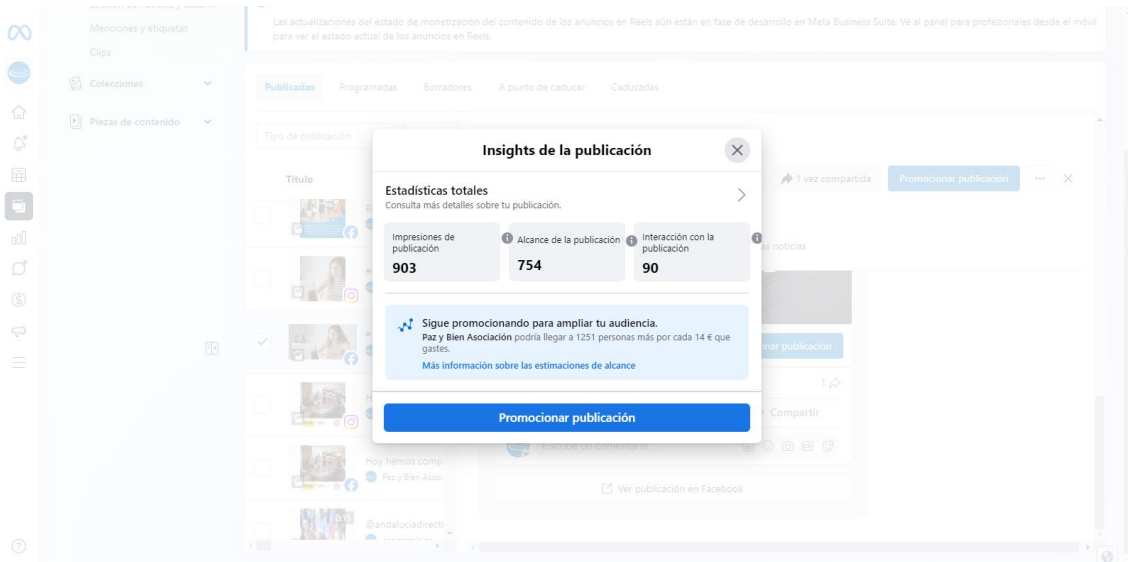 Las actualizaciones del estado de monetización del contenido de los anuncios en Reels aún están en fase de desarrollo en Meta Business Suite. Ve al panel para profesionales desde el móvil
para ver el estado actual de los anuncios en Reels.
Menciones y etiquetas
Clips
Colecciones
Piezas de contenido
Publicadas
Programadas
Borradores
A punto de caducar
Caducadas
Tipo de publicación
Título
1 vez compartida
Promocionar publicación
Insights de la publicación
Estadísticas totales
Consulta más detalles sobre tu publicación.
Impresiones de
publicación
903
Alcance de la publicación
754
Interacción con la
publicación
90
Sigue promocionando para ampliar tu audiencia.
Paz y Bien Asociación podría llegar a 1251 personas más por cada 14 € que
gastes.
Más información sobre las estimaciones de alcance
Promocionar publicación
noticias
publicación
1
Compartir
Escribe un comentario
Hoy hemos comp
Paz y Bien Asoci
Ver publicación en Facebook
0:15
@andaluciadirect